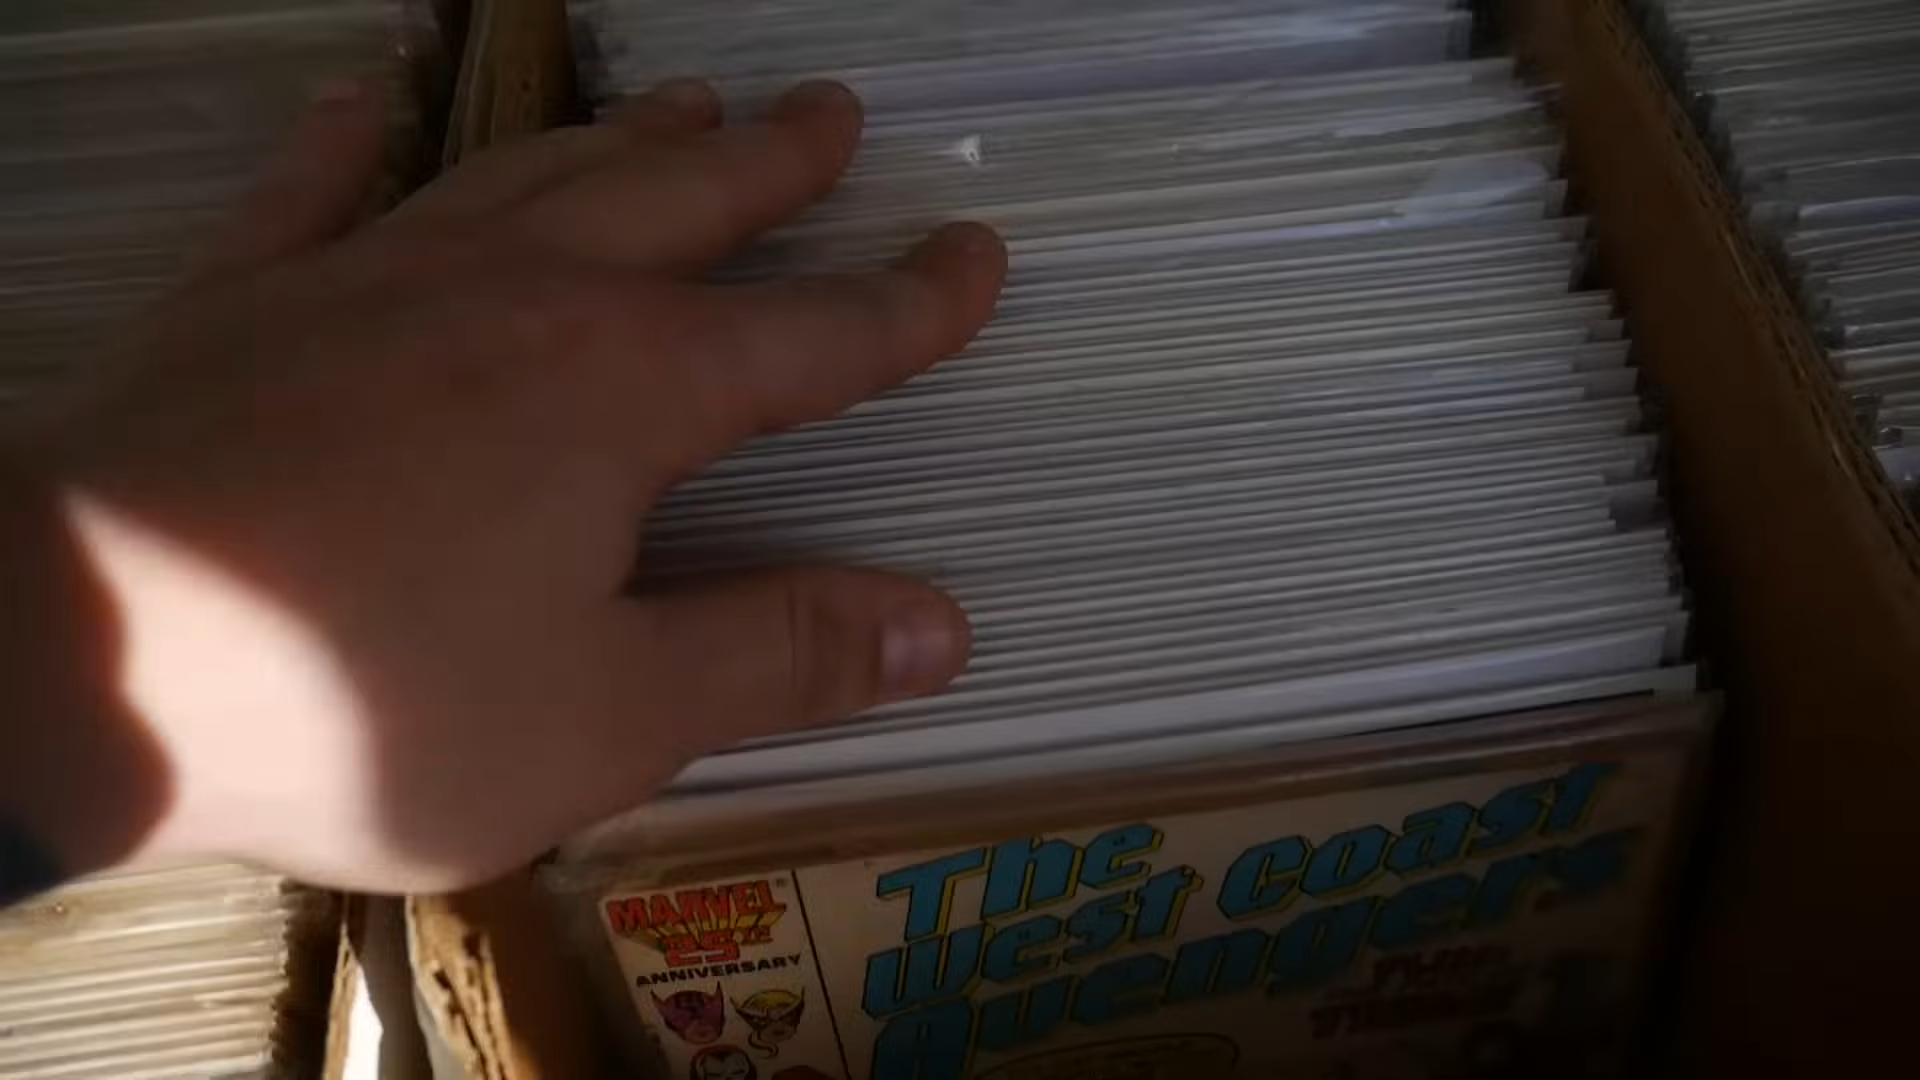 MARVEL®
25TH
ANNIVERSARY
The
West Coast
Avengers